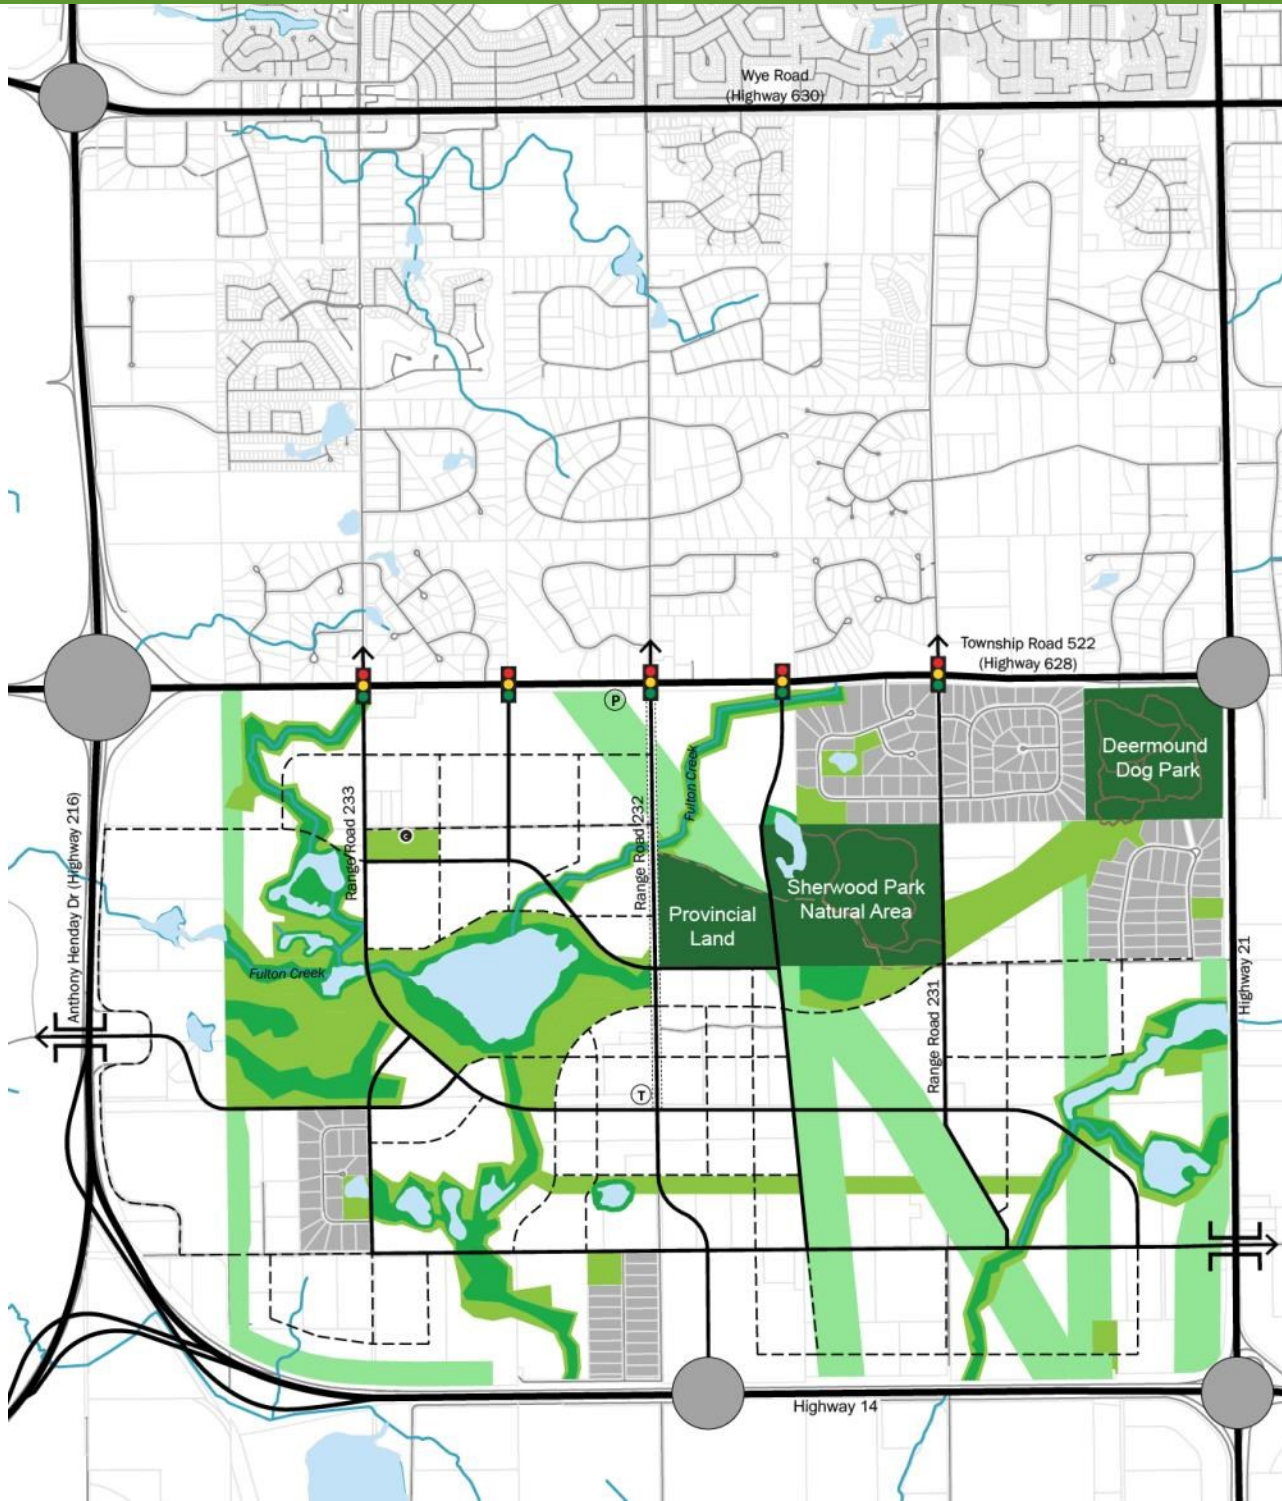 Wye Road
(Highway 630)
Township Road 522
(Highway 628)
P
Deermound
Dog Park
Fulton Creek
Range Road 233
Range Road 232
Anthony Henday Dr (Highway 216)
C
Sherwood Park
Natural Area
Provincial
Land
Fulton Creek
Highway 21
Range Road 231
T
Highway 14